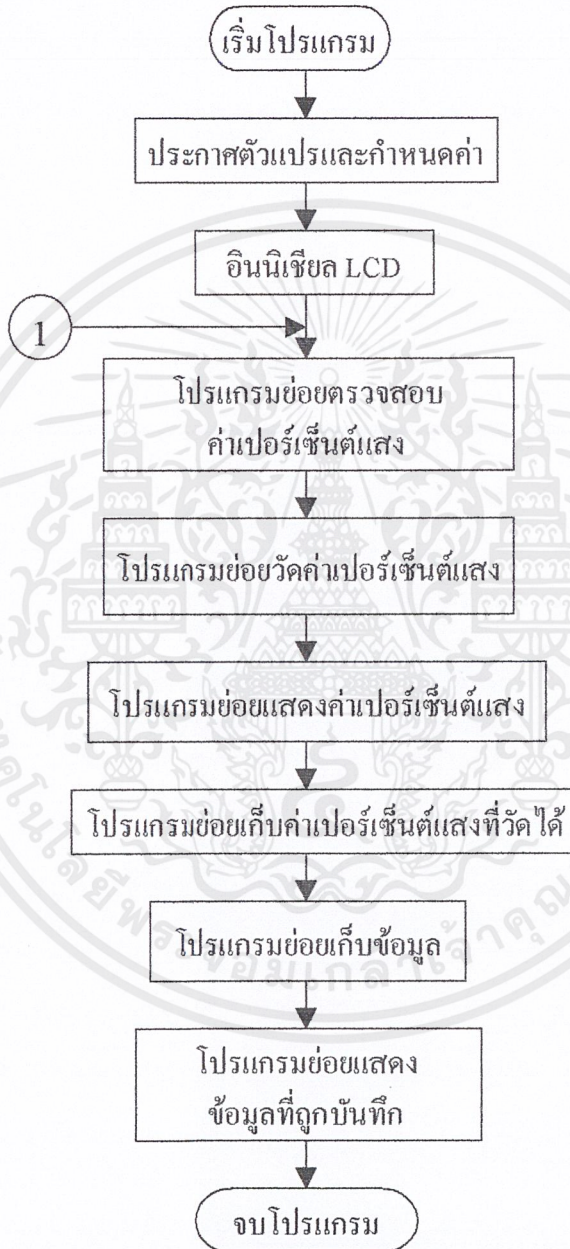 เริ่มโปรแกรม
ประกาศตัวแปรและกำหนดค่า
อินนิเชียล LCD
1
โปรแกรมย่อยตรวจสอบ
ค่าเปอร์เซ็นต์แสง
โปรแกรมย่อยวัดค่าเปอร์เซ็นต์แสง
โปรแกรมย่อยแสดงค่าเปอร์เซ็นต์แสง
โปรแกรมย่อยเก็บค่าเปอร์เซ็นต์แสงที่วัดได้
โปรแกรมย่อยเก็บข้อมูล
โปรแกรมย่อยแสดง
ข้อมูลที่ถูกบันทึก
จบโปรแกรม